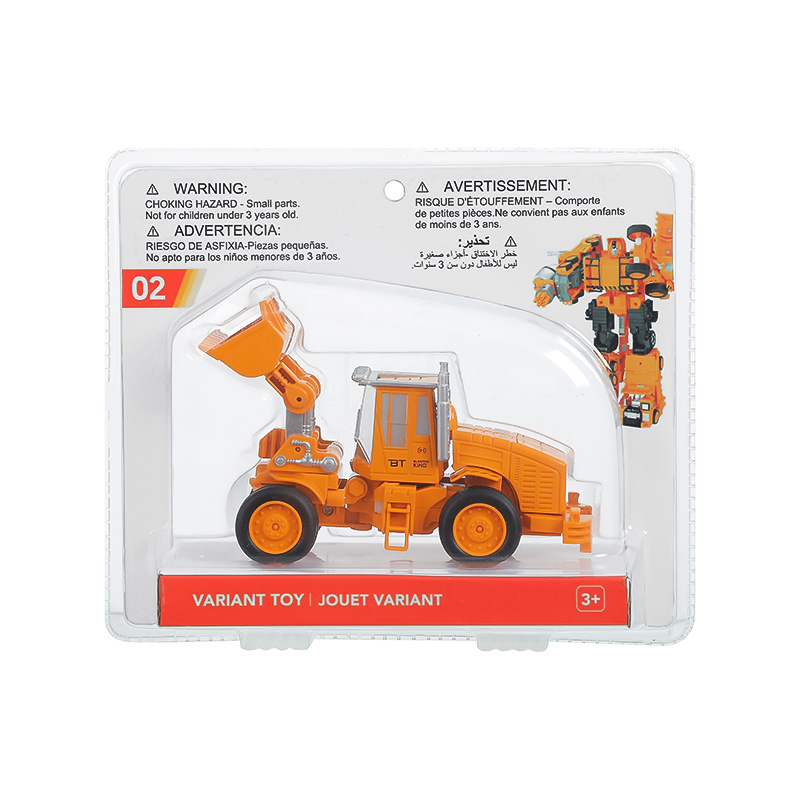 ⚠ WARNING:
CHOKING HAZARD - Small parts.
Not for children under 3 years old.
⚠ ADVERTENCIA:
RIESGO DE ASFIXIA-Piezas pequeñas.
No apto para los niños menores de 3 años.
⚠ AVERTISSEMENT:
RISQUE D'ÉTOUFFEMENT – Comporte
de petites pièces.Ne convient pas aux enfants
de moins de 3 ans.
⚠ تحذير:
خطر الاختناق -أجزاء صغيرة
ليس للأطفال دون سن 3 سنوات.
02
BT
KING
VARIANT TOY | JOUET VARIANT
3+